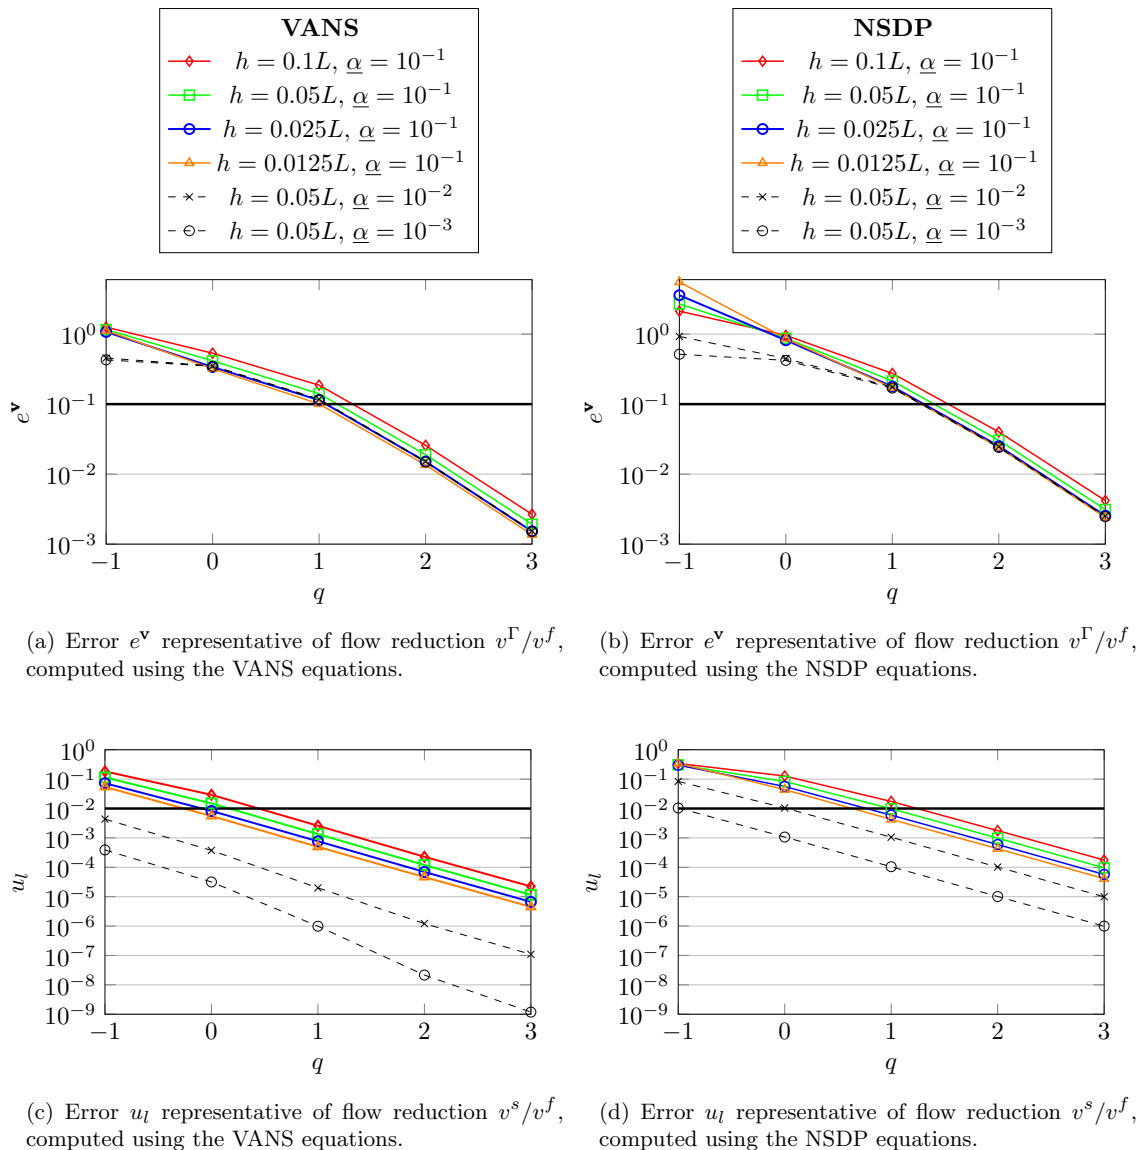 VANS
h = 0.1L, α = 10⁻¹
h = 0.05L, α = 10⁻¹
h = 0.025L, α = 10⁻¹
h = 0.0125L, α = 10⁻¹
h = 0.05L, α = 10⁻²
h = 0.05L, α = 10⁻³
NSDP
h = 0.1L, α = 10⁻¹
h = 0.05L, α = 10⁻¹
h = 0.025L, α = 10⁻¹
h = 0.0125L, α = 10⁻¹
h = 0.05L, α = 10⁻²
h = 0.05L, α = 10⁻³
10⁰
10⁻¹
10⁻²
10⁻³
eᵛ
−1 0 1 2 3
q
10⁰
10⁻¹
10⁻²
10⁻³
eᵛ
−1 0 1 2 3
q
(a) Error eᵛ representative of flow reduction v^Γ/v^f,
computed using the VANS equations.
(b) Error eᵛ representative of flow reduction v^Γ/v^f,
computed using the NSDP equations.
10⁰
10⁻¹
10⁻²
10⁻³
10⁻⁴
10⁻⁵
10⁻⁶
10⁻⁷
10⁻⁸
10⁻⁹
u_l
−1 0 1 2 3
q
10⁰
10⁻¹
10⁻²
10⁻³
10⁻⁴
10⁻⁵
10⁻⁶
10⁻⁷
10⁻⁸
10⁻⁹
u_l
−1 0 1 2 3
q
(c) Error u_l representative of flow reduction v^s/v^f,
computed using the VANS equations.
(d) Error u_l representative of flow reduction v^s/v^f,
computed using the NSDP equations.